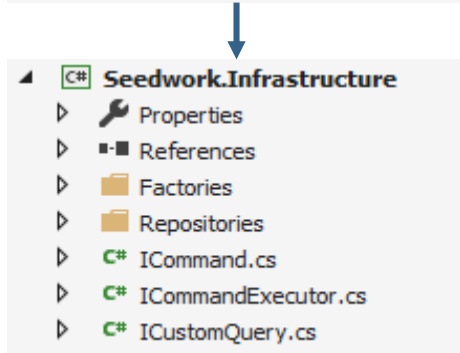 C# Seedwork.Infrastructure
Properties
References
Factories
Repositories
C# ICommand.cs
C# ICommandExecutor.cs
C# ICustomQuery.cs